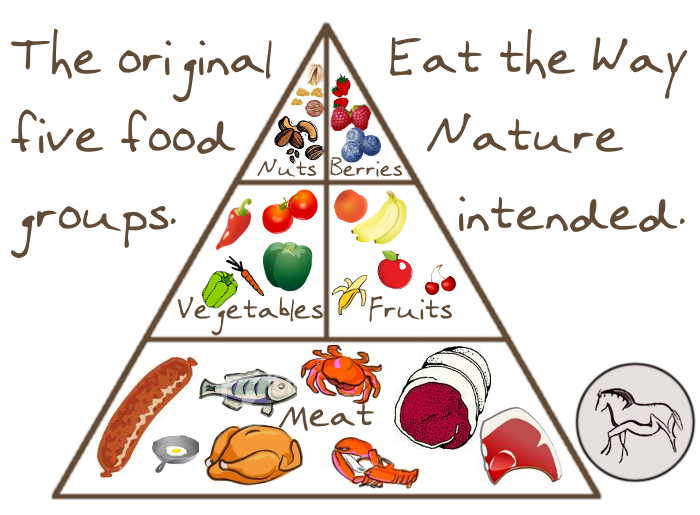 The original
five food
groups.
Eat the Way
Nature
intended.
Nuts
Berries
Vegetables
Fruits
Meat